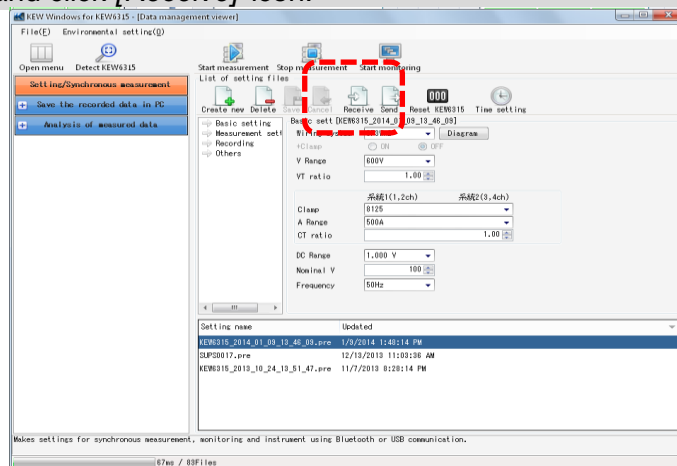 and click [Receive] icon.
KEW Windows for KEW6315 - [Data management viewer]
File(F) Environmental setting(O)
Open menu Detect KEW6315 Start measurement Stop measurement Start monitoring
Setting/Synchronous measurement
Save the recorded data in PC
Analysis of measured data
List of setting files
Create new Delete Save Cancel Receive Send Reset KEW6315 Time setting
Basic setting
Measurement sett
Recording
Others
Basic sett [KEW6315_2014_01_09_13_46_09]
Diagram
+Clamp ON OFF
V Range 600V
VT ratio 1.00
系統1(1,2ch) 系統2(3,4ch)
Clamp 8125
A Range 500A
CT ratio 1.00
DC Range 1.000 V
Nominal V 100
Frequency 50Hz
Setting name Updated
KEW6315_2014_01_09_13_46_09.pre 1/9/2014 1:48:14 PM
SUPS0017.pre 12/13/2013 11:03:36 AM
KEW6315_2013_10_24_13_51_47.pre 11/7/2013 8:28:14 PM
Makes settings for synchronous measurement, monitoring and instrument using Bluetooth or USB communication.
67ms / 83Files